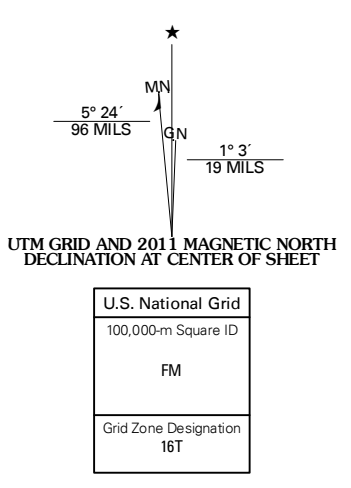 ★
MN
5° 24´
96 MILS
GN
1° 3´
19 MILS
UTM GRID AND 2011 MAGNETIC NORTH
DECLINATION AT CENTER OF SHEET
U.S. National Grid
100,000-m Square ID
FM
Grid Zone Designation
16T